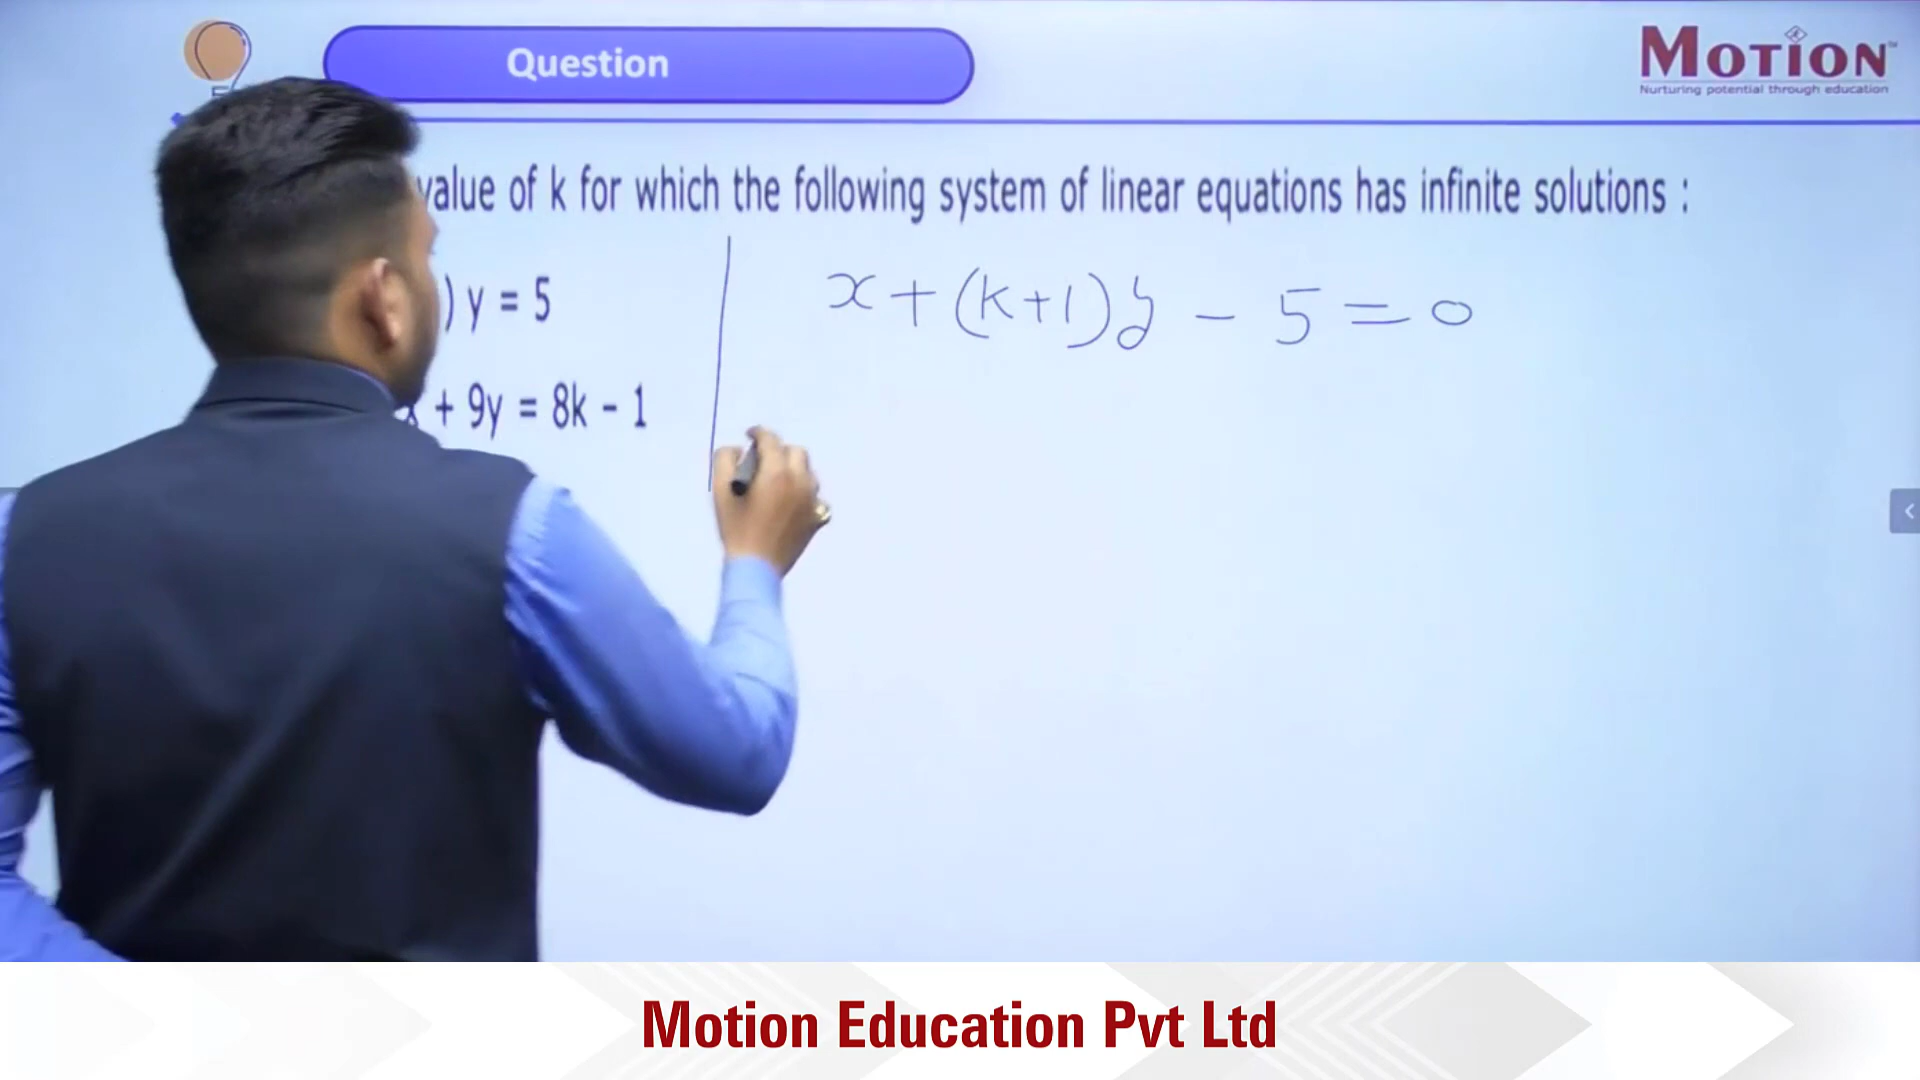 Question
MOTION
Nurturing potential through education
value of k for which the following system of linear equations has infinite solutions :
) y = 5
x + (k+1)y - 5 = 0
+ 9y = 8k - 1
Motion Education Pvt Ltd